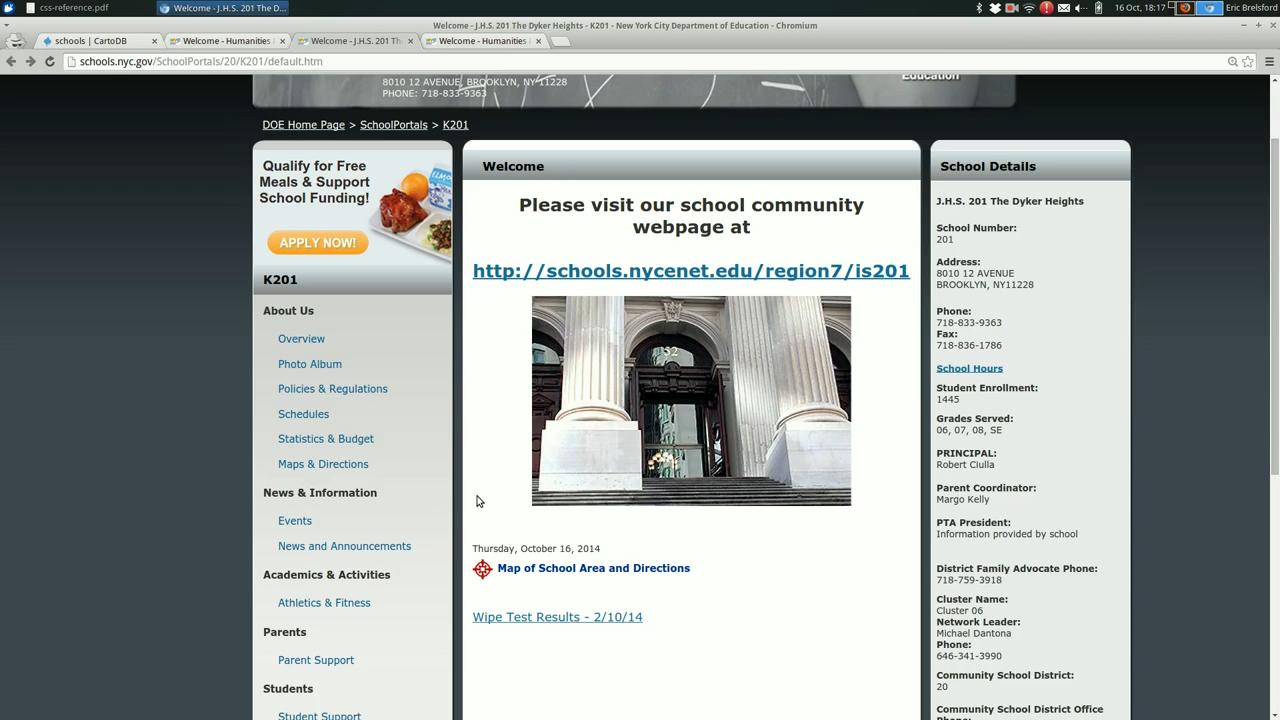 css-reference.pdf
Welcome - J.H.S. 201 The D...
16 Oct, 18:17
Eric Brelsford
Welcome - J.H.S. 201 The Dyker Heights - K201 - New York City Department of Education - Chromium
schools | CartoDB
Welcome - Humanities
Welcome - J.H.S. 201 Th
Welcome - Humanities
schools.nyc.gov/SchoolPortals/20/K201/default.htm
8010 12 AVENUE, BROOKLYN, NY 11228
PHONE: 718-833-9363
Education
DOE Home Page > SchoolPortals > K201
Qualify for Free
Meals & Support
School Funding!
APPLY NOW!
K201
About Us
Overview
Photo Album
Policies & Regulations
Schedules
Statistics & Budget
Maps & Directions
News & Information
Events
News and Announcements
Academics & Activities
Athletics & Fitness
Parents
Parent Support
Students
Student Support
Welcome
Please visit our school community
webpage at
http://schools.nycenet.edu/region7/is201
52
Thursday, October 16, 2014
Map of School Area and Directions
Wipe Test Results - 2/10/14
School Details
J.H.S. 201 The Dyker Heights
School Number:
201
Address:
8010 12 AVENUE
BROOKLYN, NY11228
Phone:
718-833-9363
Fax:
718-836-1786
School Hours
Student Enrollment:
1445
Grades Served:
06, 07, 08, SE
PRINCIPAL:
Robert Ciulla
Parent Coordinator:
Margo Kelly
PTA President:
Information provided by school
District Family Advocate Phone:
718-759-3918
Cluster Name:
Cluster 06
Network Leader:
Michael Dantona
Phone:
646-341-3990
Community School District:
20
Community School District Office
Phone: